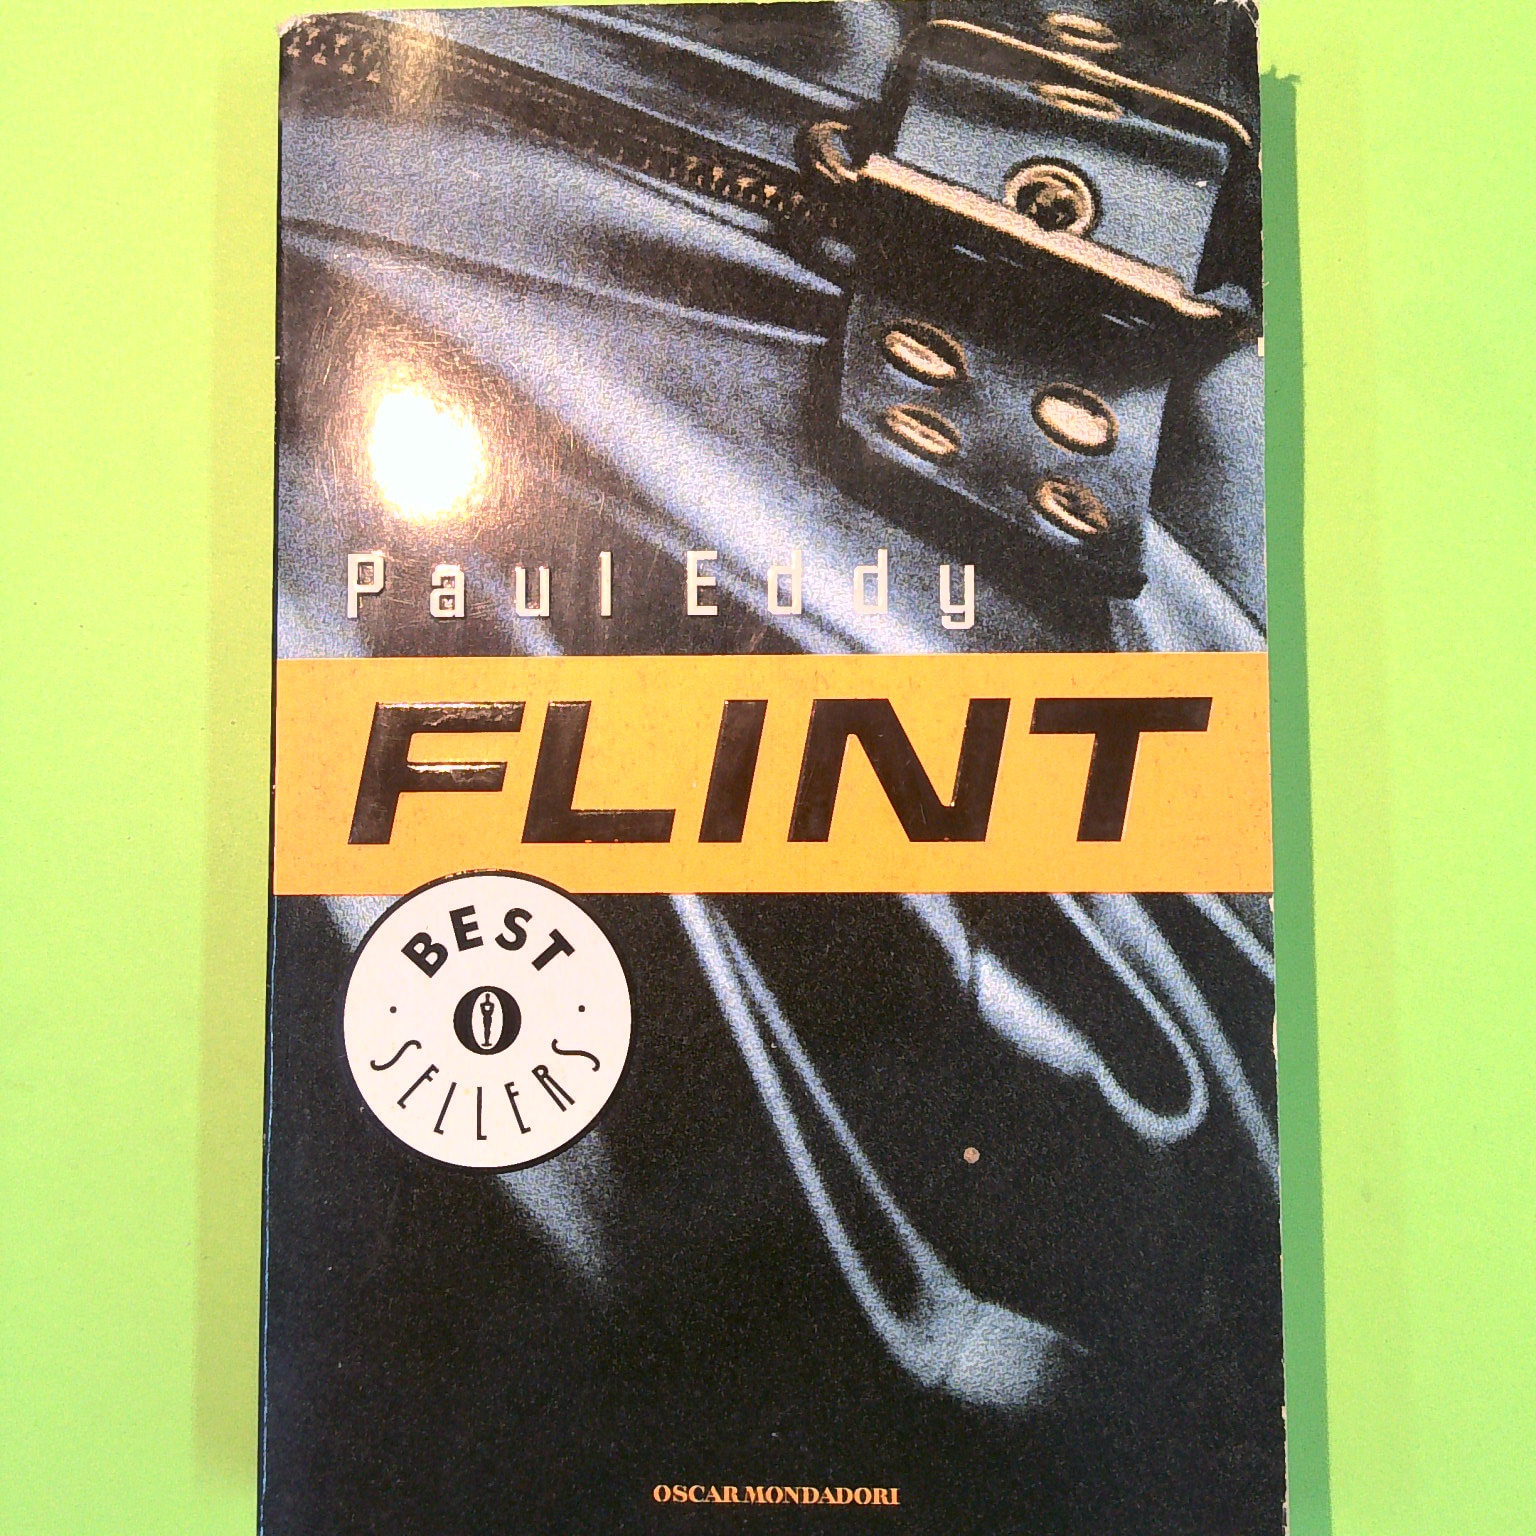 Paul Eddy
FLINT
BEST
SELLERS
OSCAR MONDADORI